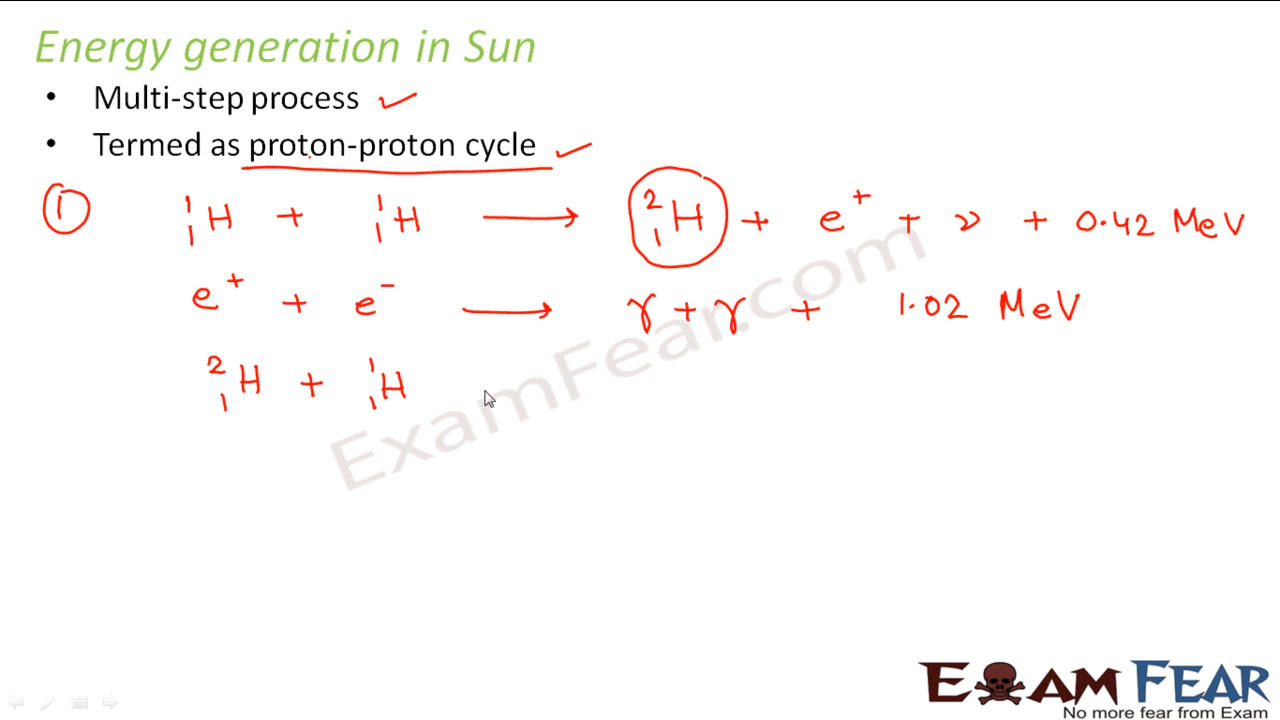 Energy generation in Sun
• Multi-step process ✓
• Termed as proton-proton cycle ✓
① ¹₁H + ¹₁H ⟶ ²₁H + e⁺ + ν + 0.42 MeV
e⁺ + e⁻ ⟶ γ + γ + 1.02 MeV
²₁H + ¹₁H
ExamFear.com
EXAM FEAR
No more fear from Exam